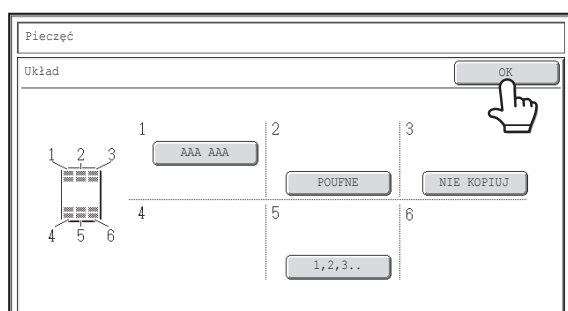 Pieczęć
Układ
OK
1 2 3
4 5 6
1
AAA AAA
2
POUFNE
3
NIE KOPIUJ
4
5
1,2,3..
6